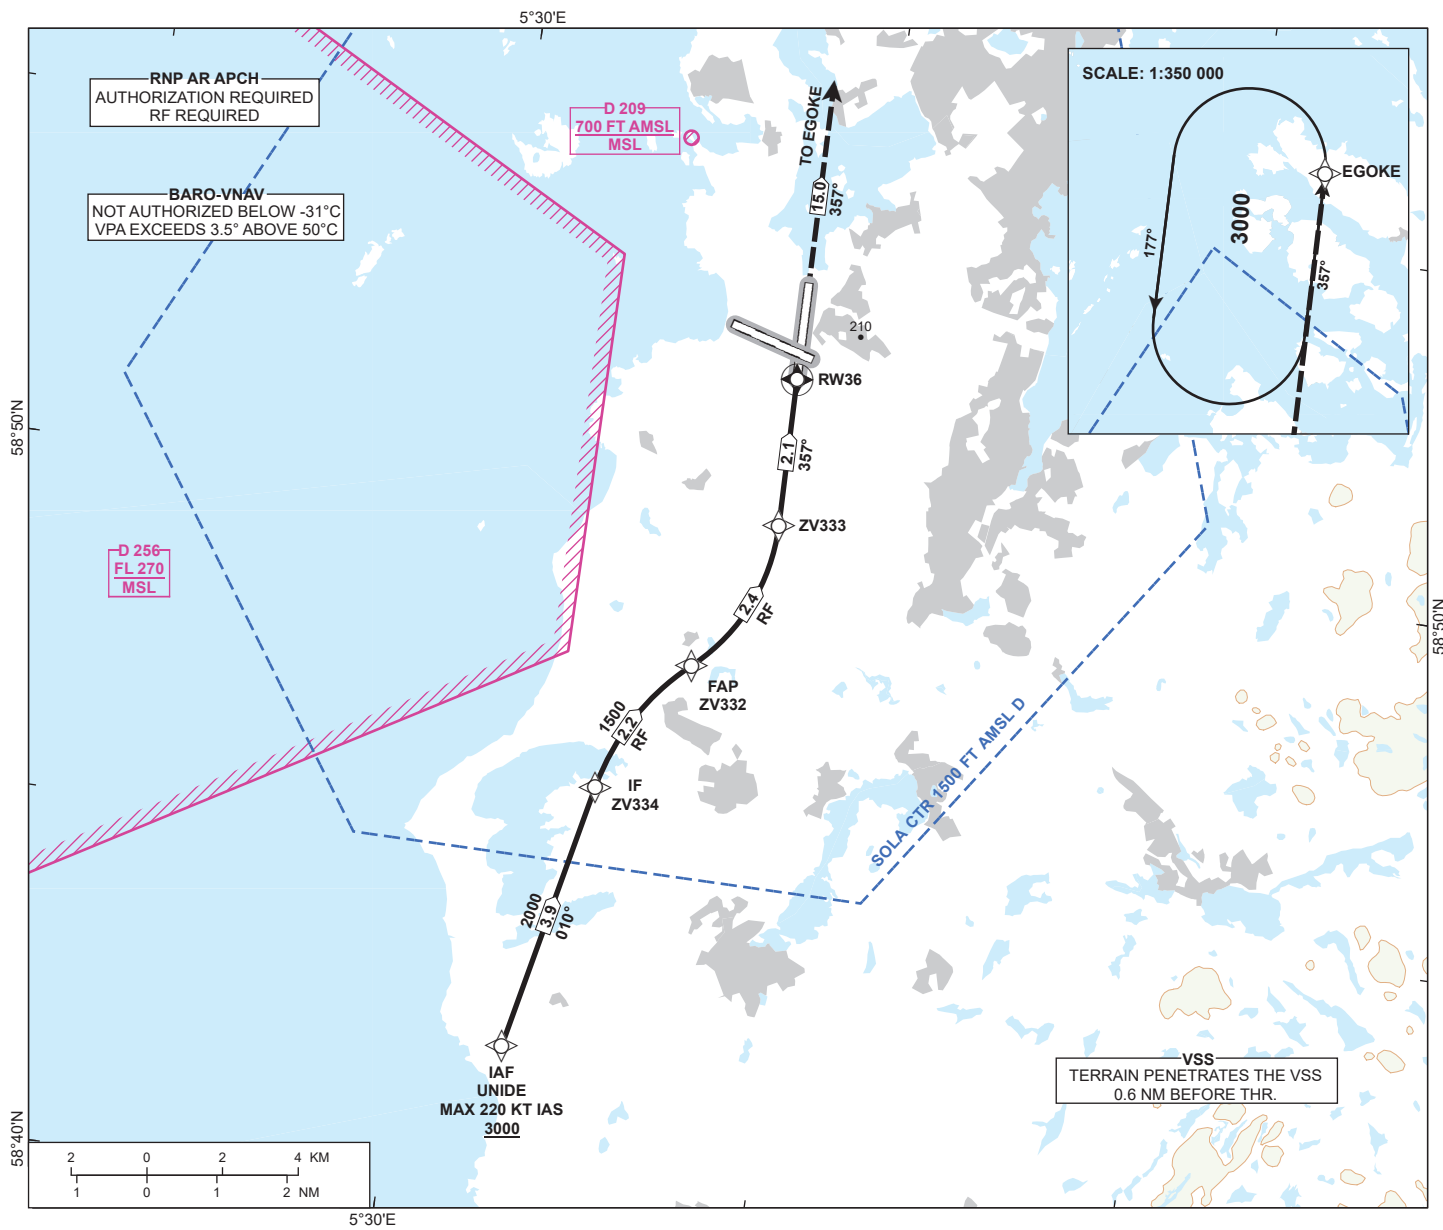 5°30'E
RNP AR APCH
AUTHORIZATION REQUIRED
RF REQUIRED
BARO-VNAV
NOT AUTHORIZED BELOW -31°C
VPA EXCEEDS 3.5° ABOVE 50°C
D 209
700 FT AMSL
MSL
TO EGOKE
15.0
357°
SCALE: 1:350 000
EGOKE
3000
177°
357°
210
RW36
58°50'N
2.1
357°
ZV333
D 256
FL 270
MSL
2.4
RF
58°50'N
FAP
ZV332
1500
2.2
RF
IF
ZV334
SOLA CTR 1500 FT AMSL D
2000
3.9
010°
IAF
UNIDE
MAX 220 KT IAS
3000
VSS
TERRAIN PENETRATES THE VSS
0.6 NM BEFORE THR.
58°40'N
2 0 2 4 KM
1 0 1 2 NM
5°30'E